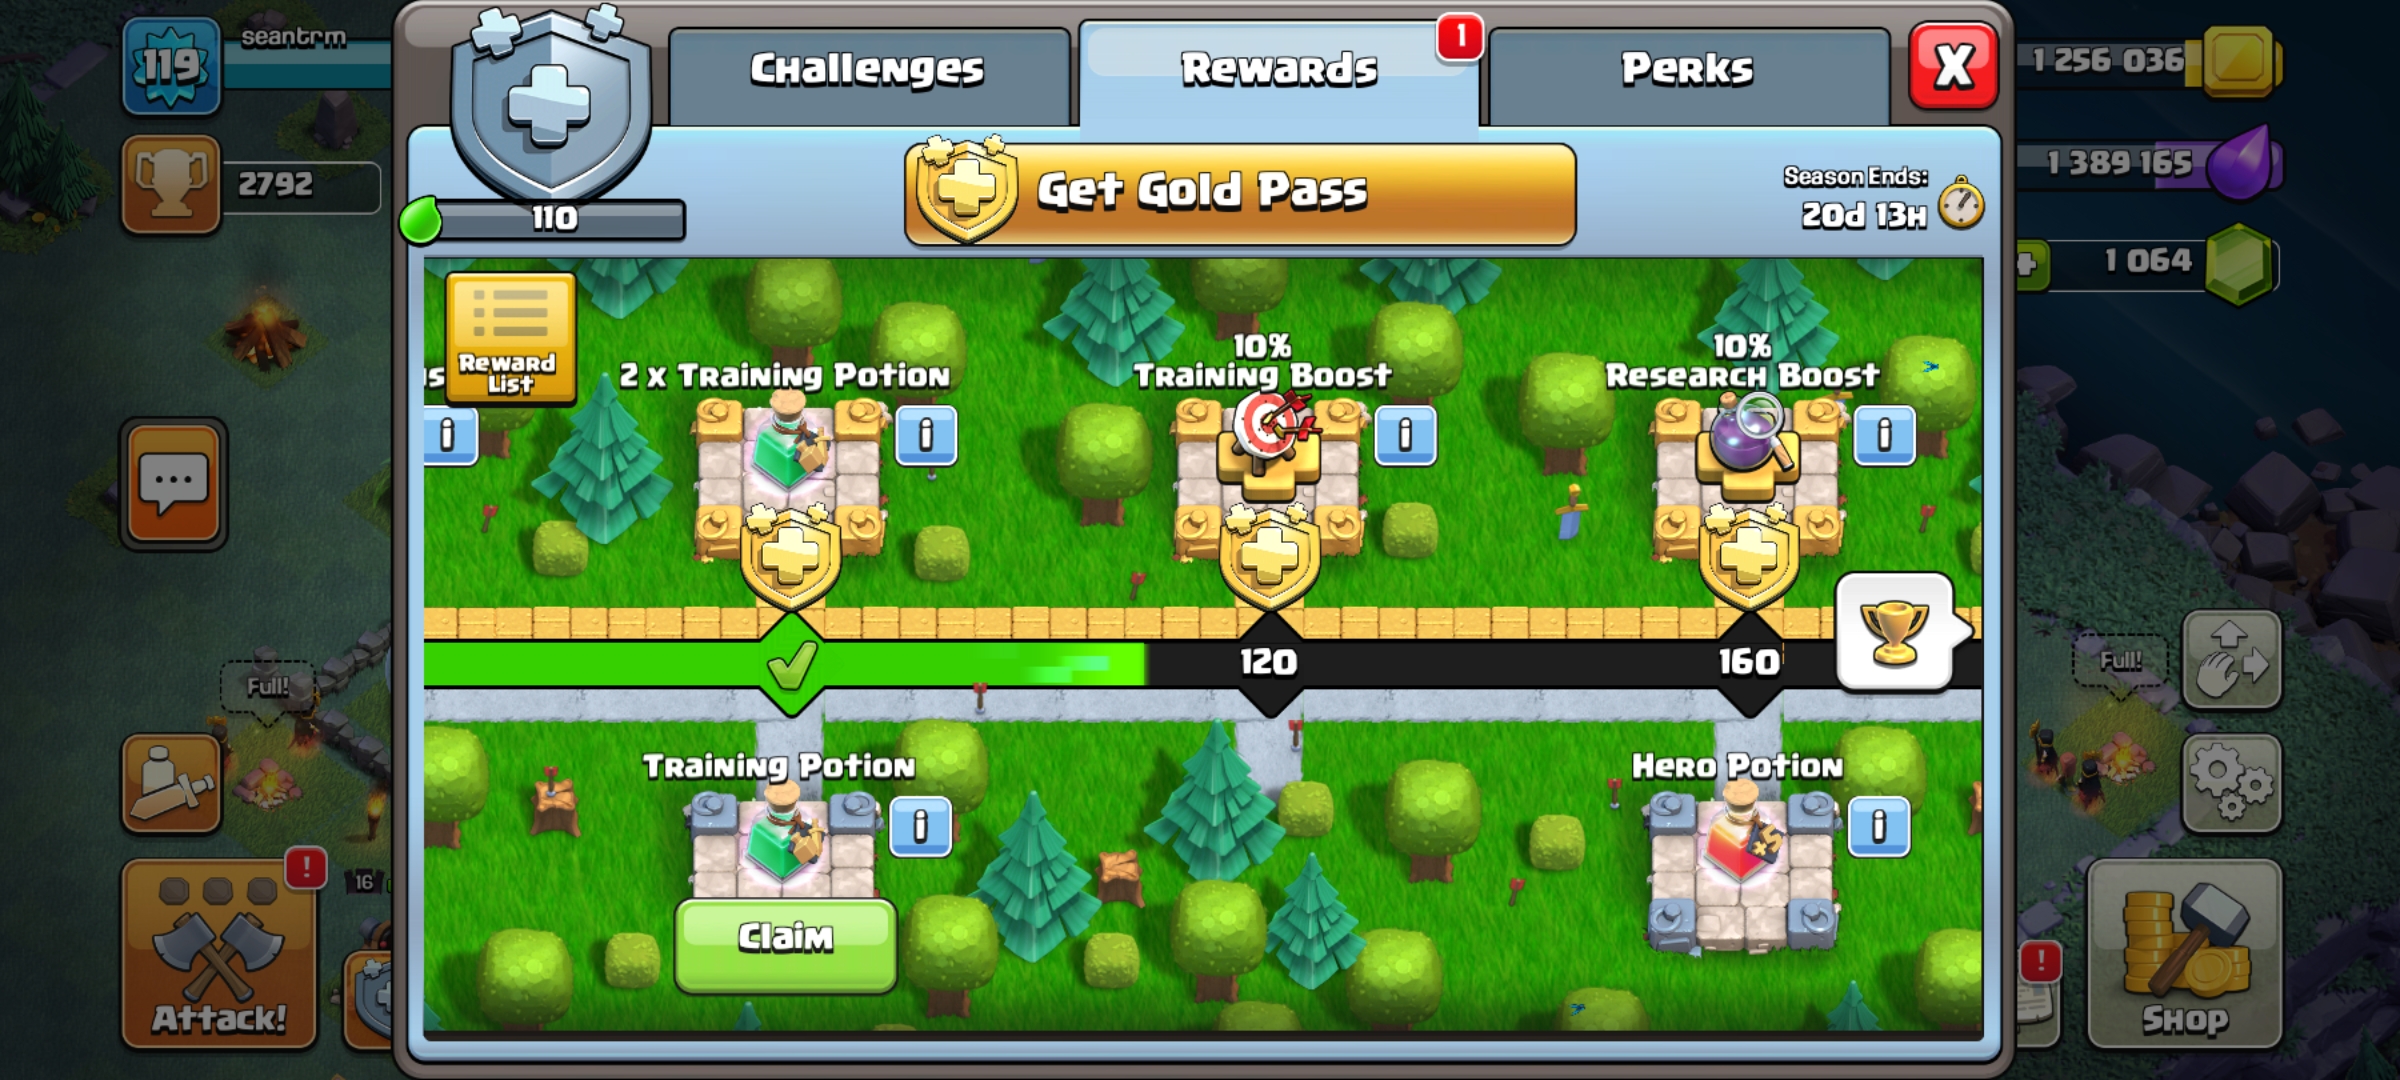 119
seantrm
Challenges
Rewards
1
Perks
X
1 256 036
2792
110
Get Gold Pass
Season Ends:
20d 13H
1 389 165
1 064
Reward
List
2 x Training Potion
10%
Training Boost
10%
Research Boost
i
i
i
i
120
160
Full!
Full!
Training Potion
Hero Potion
+5
i
i
Claim
!
16
Attack!
!
Shop